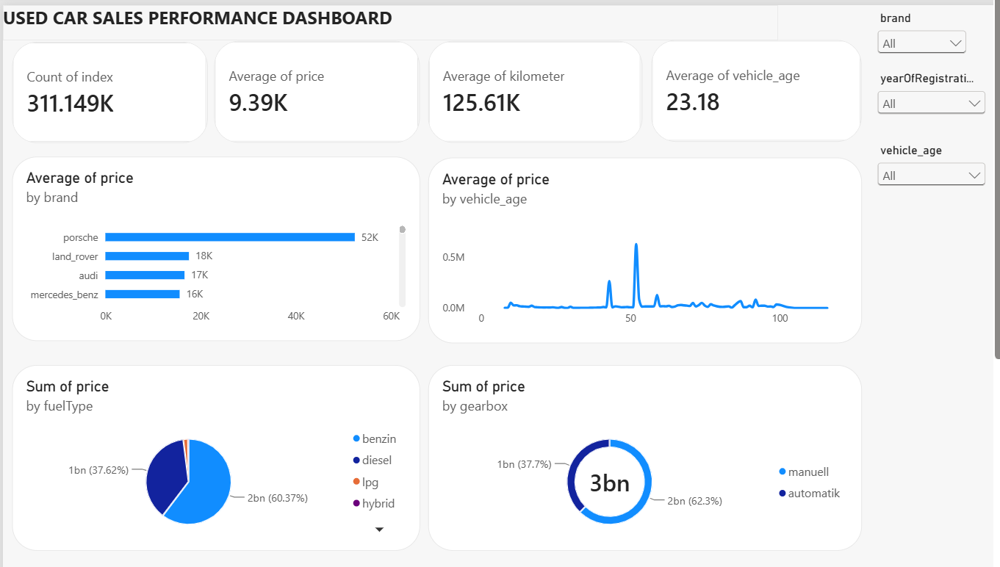 USED CAR SALES PERFORMANCE DASHBOARD
brand
All
yearOfRegistrati...
All
vehicle_age
All
Count of index
311.149K
Average of price
9.39K
Average of kilometer
125.61K
Average of vehicle_age
23.18
Average of price
by brand
porsche 52K
land_rover 18K
audi 17K
mercedes_benz 16K
0K 20K 40K 60K
Average of price
by vehicle_age
0.5M
0.0M
0 50 100
Sum of price
by fuelType
1bn (37.62%)
2bn (60.37%)
benzin
diesel
lpg
hybrid
Sum of price
by gearbox
1bn (37.7%)
3bn
2bn (62.3%)
manuell
automatik